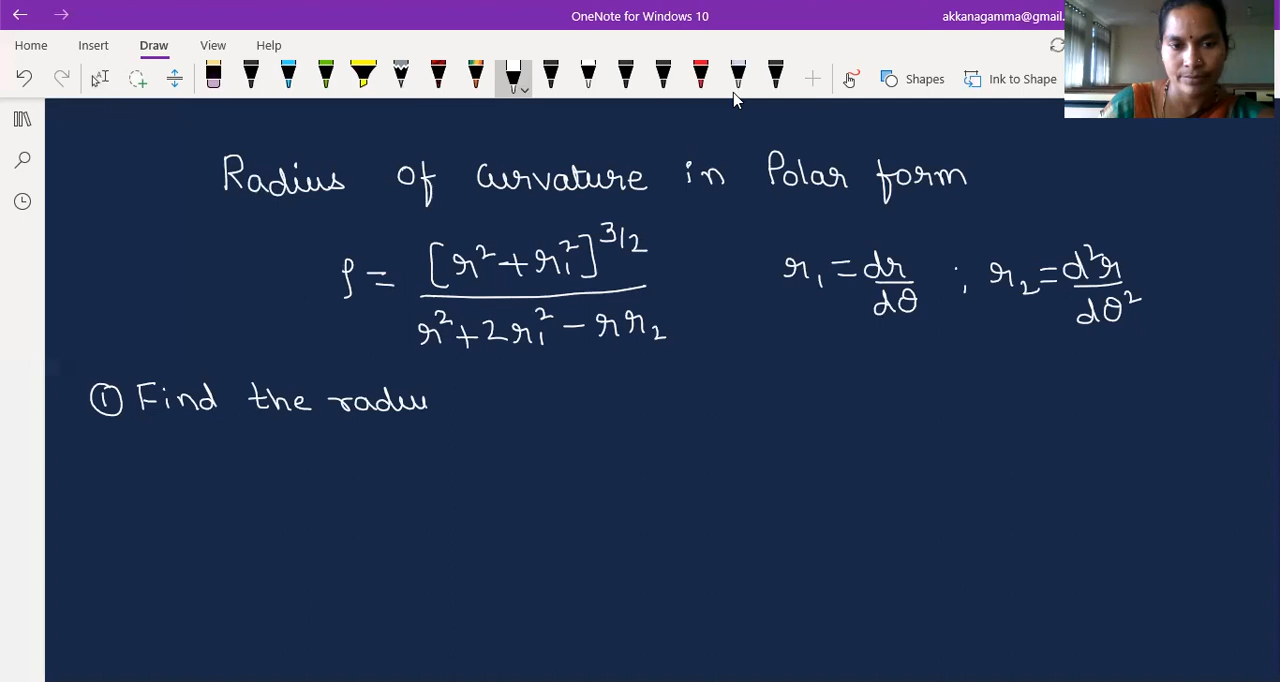 OneNote for Windows 10
akkanagamma@gmail.
Home Insert Draw View Help
Shapes Ink to Shape
Radius of curvature in Polar form
ρ = [r² + r₁²]^3/2 / r² + 2r₁² − r r₂ r₁ = dr/dθ ; r₂ = d²r/dθ²
① Find the radiu